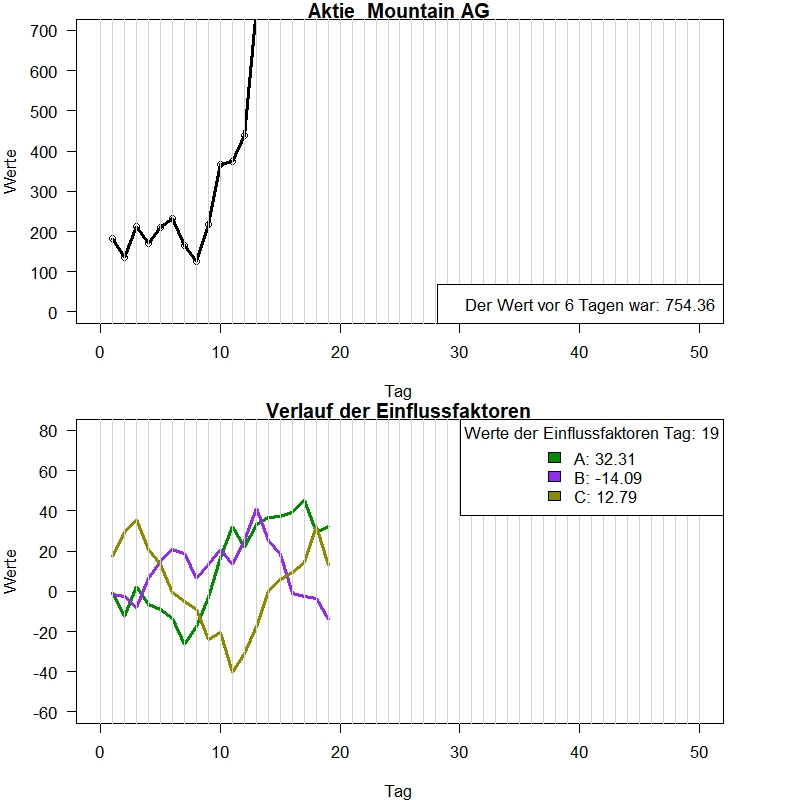 Aktie  Mountain AG
700
600
500
400
300
200
100
0
Werte
Der Wert vor 6 Tagen war: 754.36
0 10 20 30 40 50
Tag
Verlauf der Einflussfaktoren
80
60
40
20
0
-20
-40
-60
Werte
Werte der Einflussfaktoren Tag: 19
A: 32.31
B: -14.09
C: 12.79
0 10 20 30 40 50
Tag